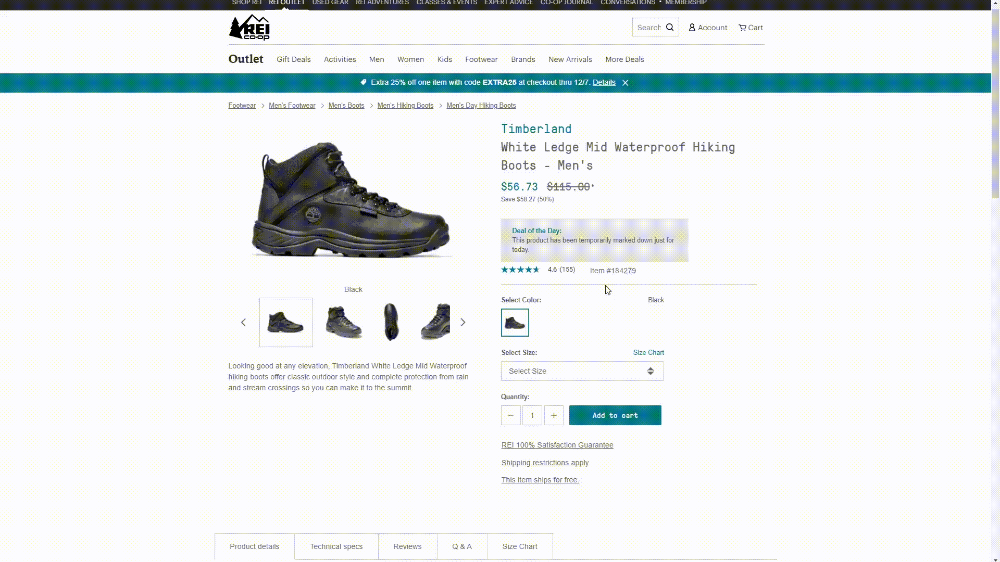 SHOP REI REI OUTLET USED GEAR REI ADVENTURES CLASSES & EVENTS EXPERT ADVICE CO-OP JOURNAL CONVERSATIONS • MEMBERSHIP
REI
CO·OP
Search
Account
Cart
Outlet Gift Deals Activities Men Women Kids Footwear Brands New Arrivals More Deals
Extra 25% off one item with code EXTRA25 at checkout thru 12/7. Details
Footwear > Men's Footwear > Men's Boots > Men's Hiking Boots > Men's Day Hiking Boots
Timberland
White Ledge Mid Waterproof Hiking
Boots - Men's
$56.73 $115.00*
Save $58.27 (50%)
Deal of the Day:
This product has been temporarily marked down just for
today.
4.6 (155) Item #184279
Black
Looking good at any elevation, Timberland White Ledge Mid Waterproof
hiking boots offer classic outdoor style and complete protection from rain
and stream crossings so you can make it to the summit.
Select Color: Black
Select Size: Size Chart
Select Size
Quantity:
1
Add to cart
REI 100% Satisfaction Guarantee
Shipping restrictions apply
This item ships for free.
Product details Technical specs Reviews Q & A Size Chart